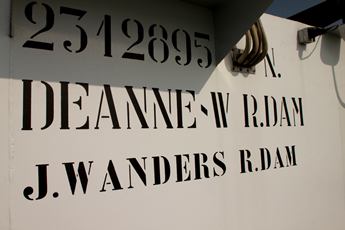 2312895 N.
DEANNE-W R.DAM
J.WANDERS R.DAM